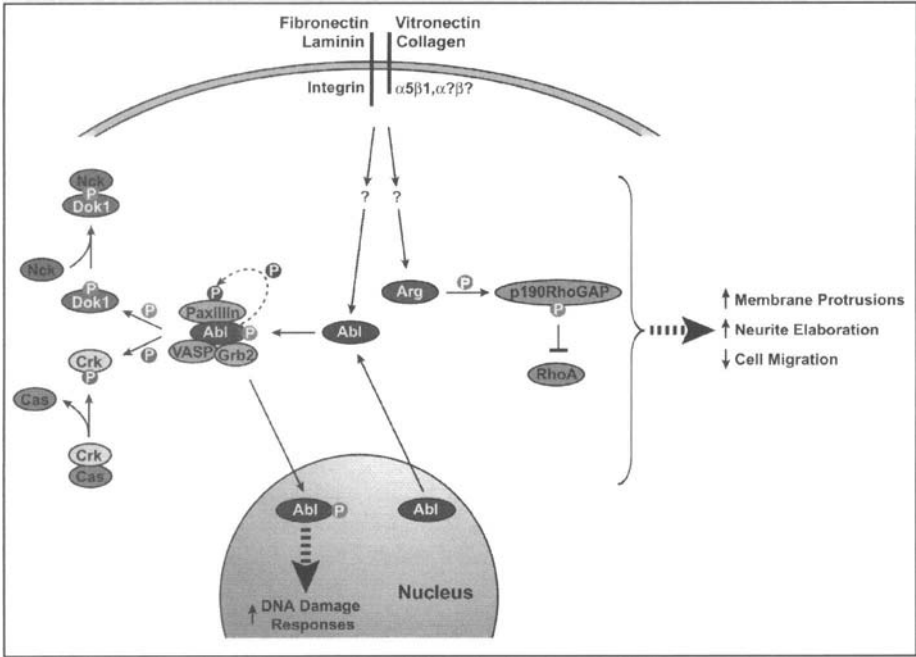 Fibronectin Vitronectin
Laminin Collagen
Integrin α5β1,α?β?
? ?
Nck
P
Dok1
Nck
P
Dok1
P
P
P
Paxillin
Abl P
VASP Grb2
Abl
Arg
P
p190RhoGAP
P
RhoA
P
Crk
P
Cas
Crk
Cas
↑ Membrane Protrusions
↑ Neurite Elaboration
↓ Cell Migration
Abl P
Abl
Nucleus
↑ DNA Damage
Responses